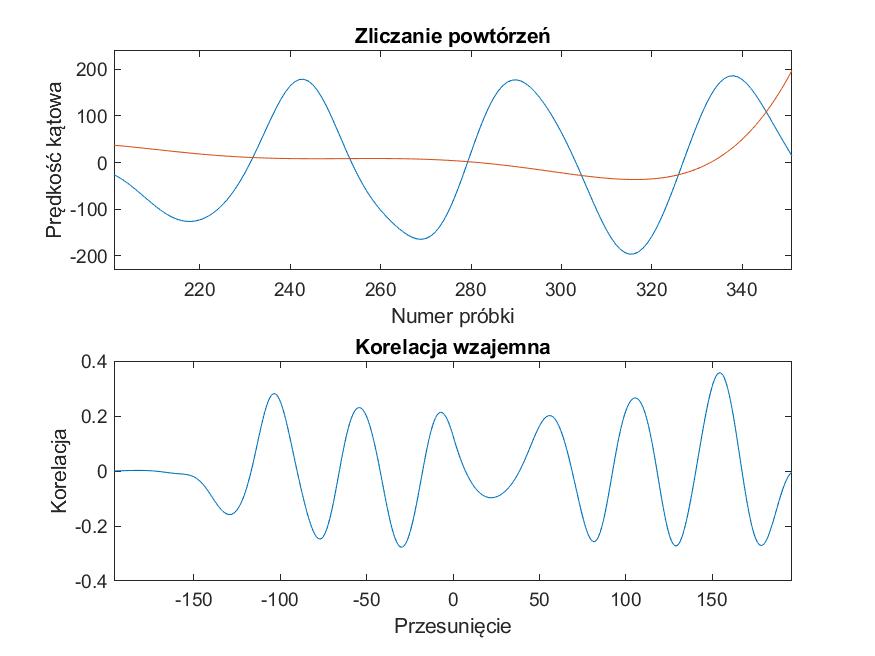 Zliczanie powtórzeń
Prędkość kątowa
200
100
0
-100
-200
220 240 260 280 300 320 340
Numer próbki
Korelacja wzajemna
Korelacja
0.4
0.2
0
-0.2
-0.4
-150 -100 -50 0 50 100 150
Przesunięcie